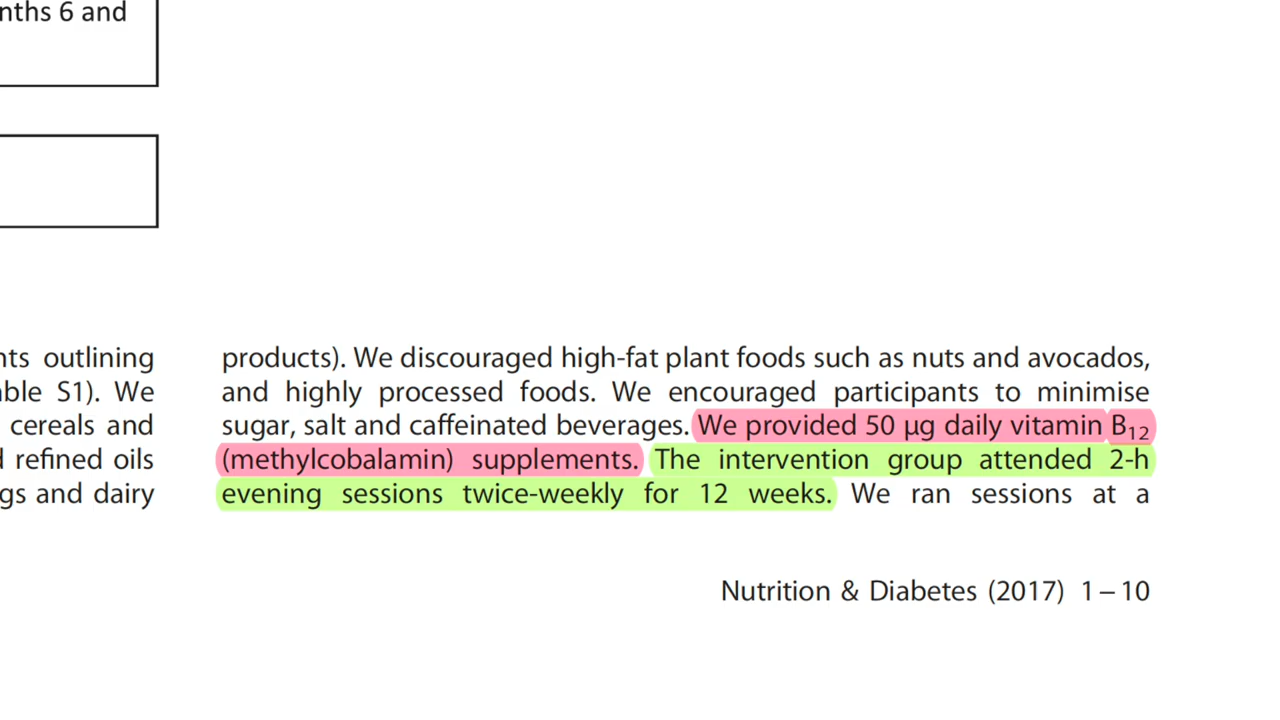 nths 6 and
nts outlining
able S1). We
cereals and
refined oils
gs and dairy
products). We discouraged high-fat plant foods such as nuts and avocados,
and highly processed foods. We encouraged participants to minimise
sugar, salt and caffeinated beverages. We provided 50 µg daily vitamin B₁₂
(methylcobalamin) supplements. The intervention group attended 2-h
evening sessions twice-weekly for 12 weeks. We ran sessions at a
Nutrition & Diabetes (2017) 1 – 10